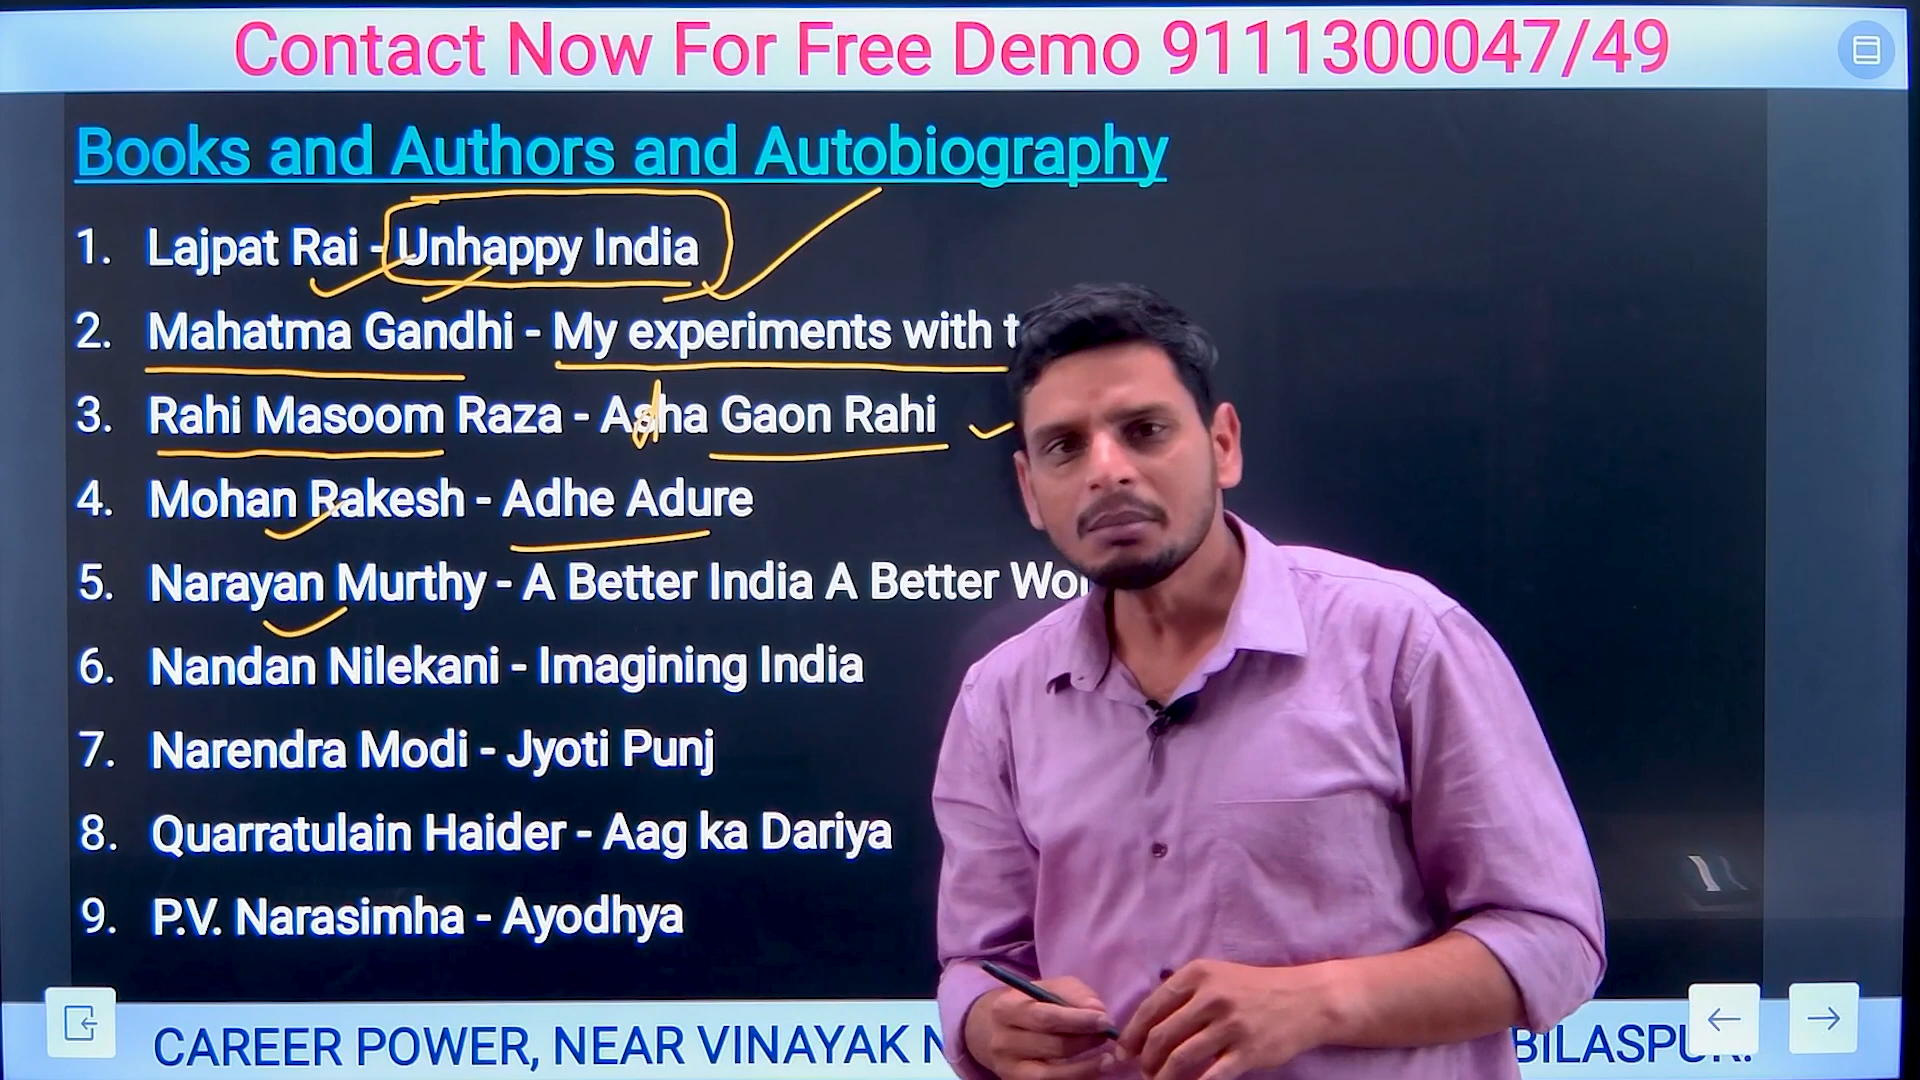 Contact Now For Free Demo 9111300047/49
Books and Authors and Autobiography
1. Lajpat Rai - Unhappy India
2. Mahatma Gandhi - My experiments with t
3. Rahi Masoom Raza - Asha Gaon Rahi
4. Mohan Rakesh - Adhe Adure
5. Narayan Murthy - A Better India A Better Wor
6. Nandan Nilekani - Imagining India
7. Narendra Modi - Jyoti Punj
8. Quarratulain Haider - Aag ka Dariya
9. P.V. Narasimha - Ayodhya
CAREER POWER, NEAR VINAYAK N BILASPUR.